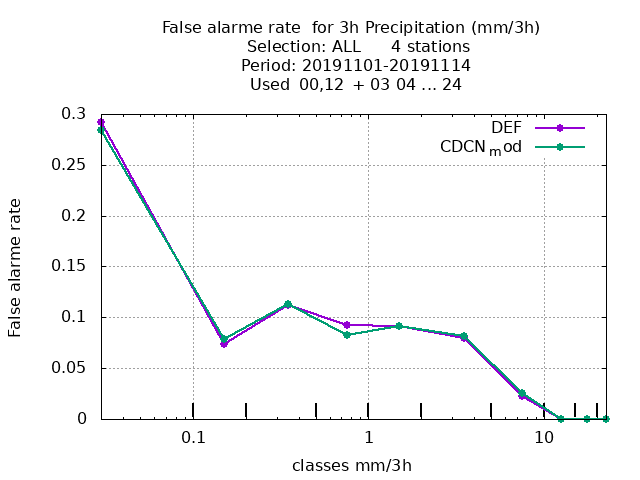 False alarme rate  for 3h Precipitation (mm/3h)
Selection: ALL      4 stations
Period: 20191101-20191114
Used  00,12  + 03 04 ... 24
DEF
CDCNmod
0.3
0.25
0.2
0.15
0.1
0.05
0
False alarme rate
0.1 1 10
classes mm/3h